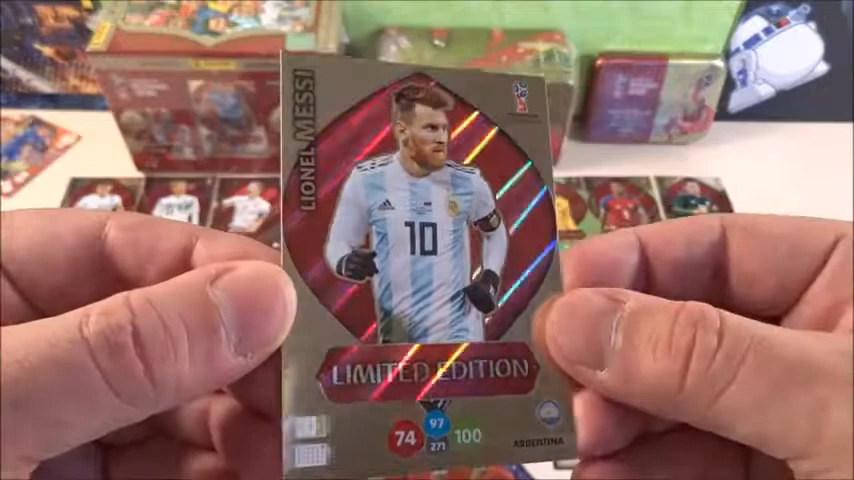 LIONEL MESSI
10
LIMITED EDITION
74
97
271
100
ARGENTINA